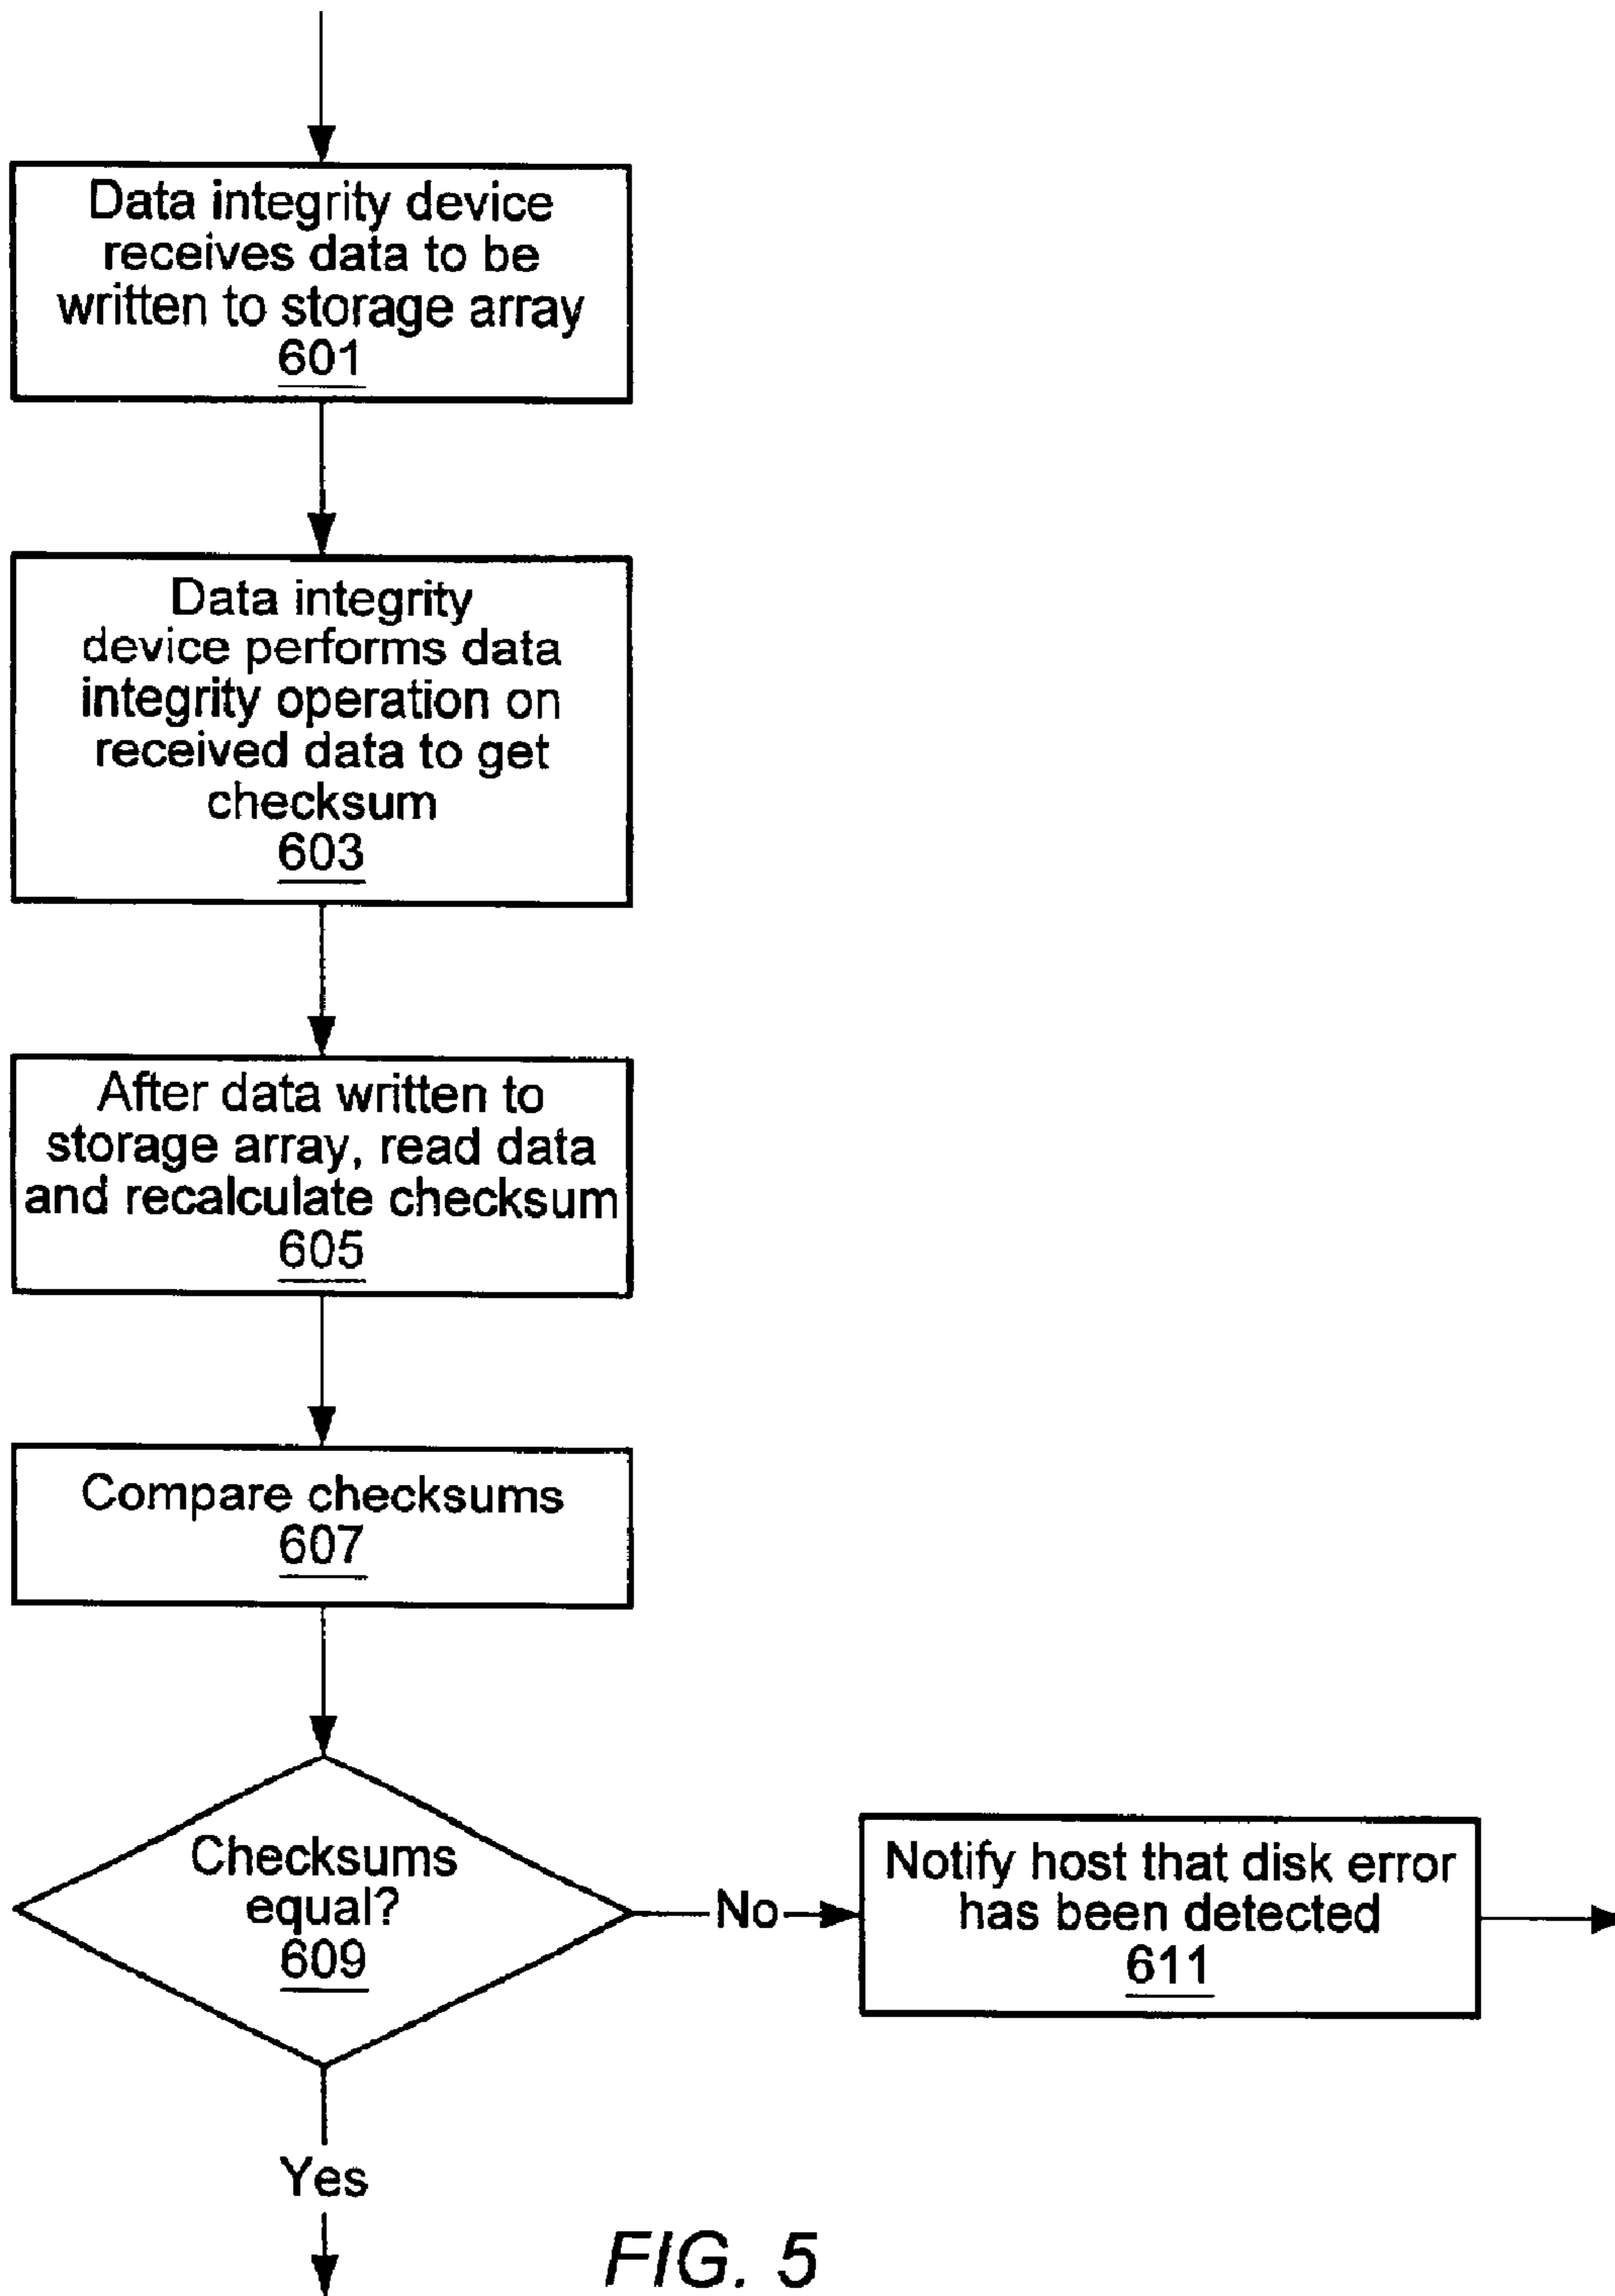 Data integrity device
receives data to be
written to storage array
601
Data integrity
device performs data
integrity operation on
received data to get
checksum
603
After data written to
storage array, read data
and recalculate checksum
605
Compare checksums
607
Checksums
equal?
609
No
Notify host that disk error
has been detected
611
Yes
FIG. 5